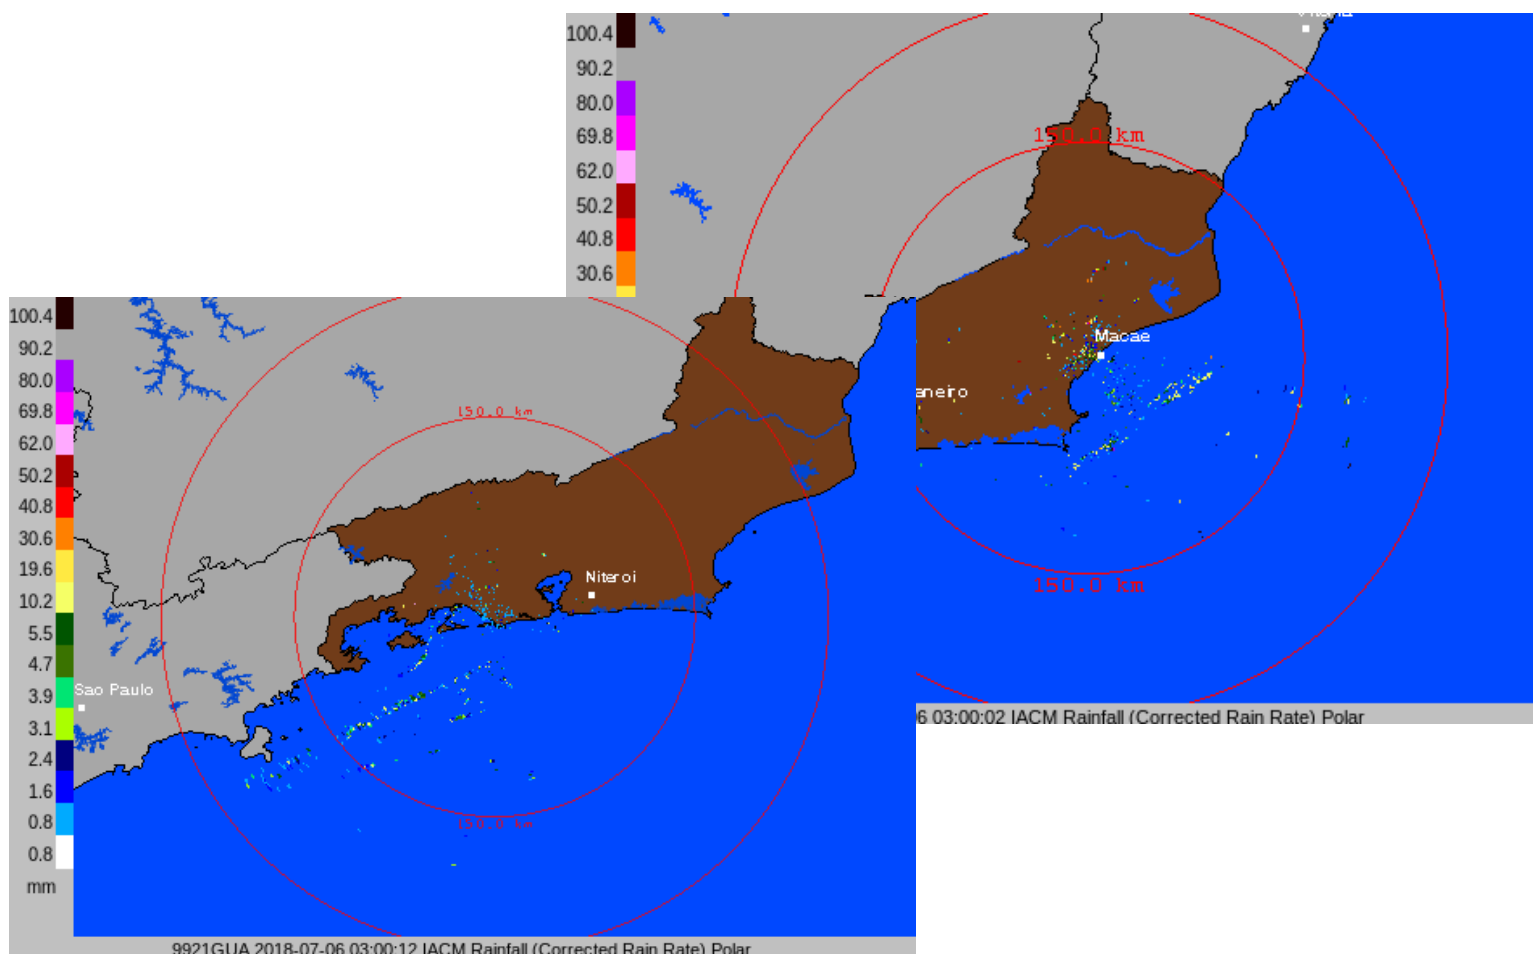 100.4
90.2
80.0
69.8
62.0
50.2
40.8
30.6
150.0 km
Macae
aneiro
150.0 km
6 03:00:02 IACM Rainfall (Corrected Rain Rate) Polar
100.4
90.2
80.0
69.8
62.0
50.2
40.8
30.6
19.6
10.2
5.5
4.7
3.9
3.1
2.4
1.6
0.8
0.8
mm
150.0 km
Niteroi
Sao Paulo
150.0 km
9921GUA 2018-07-06 03:00:12 IACM Rainfall (Corrected Rain Rate) Polar